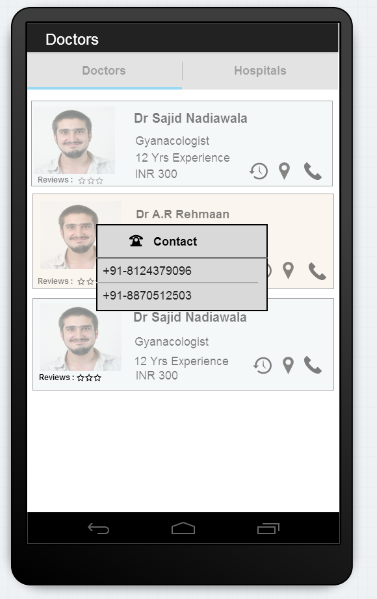 Doctors
Doctors
Hospitals
Dr Sajid Nadiawala
Gyanacologist
12 Yrs Experience
INR 300
Reviews :
Dr A.R Rehmaan
Contact
+91-8124379096
+91-8870512503
Reviews :
Dr Sajid Nadiawala
Gyanacologist
12 Yrs Experience
INR 300
Reviews :